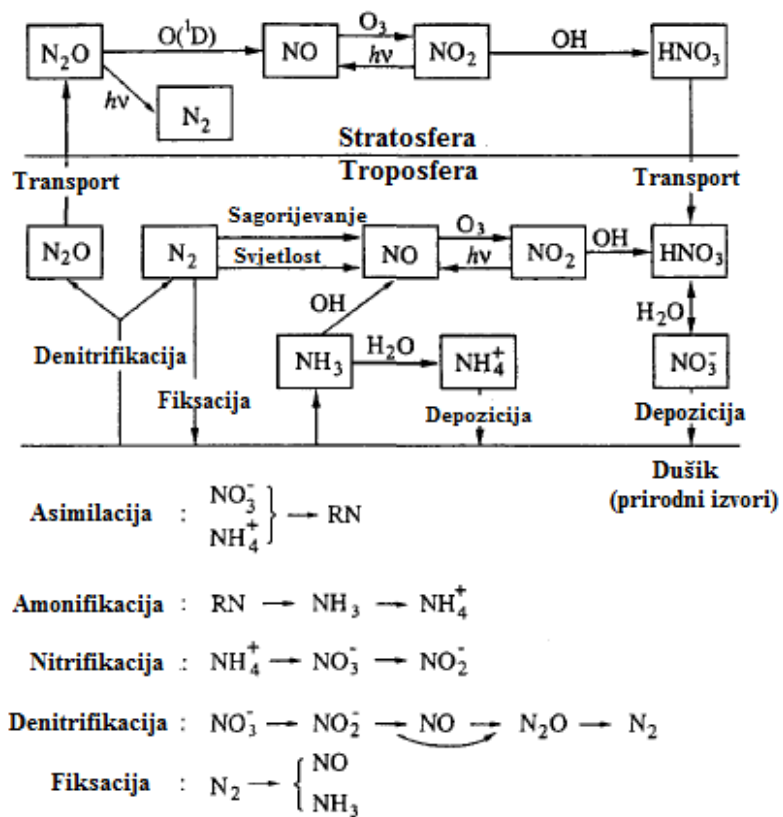 N₂O O(¹D) NO O₃ hν NO₂ OH HNO₃
hν N₂
Stratosfera
Transport Troposfera Transport
N₂O N₂ Sagorijevanje Svjetlost NO O₃ hν NO₂ OH HNO₃
OH H₂O
Denitrifikacija NH₃ H₂O NH₄⁺ NO₃⁻
Fiksacija Depozicija Depozicija
Dušik
(prirodni izvori)
Asimilacija : NO₃⁻ NH₄⁺ } → RN
Amonifikacija : RN → NH₃ → NH₄⁺
Nitrifikacija : NH₄⁺ → NO₃⁻ → NO₂⁻
Denitrifikacija : NO₃⁻ → NO₂⁻ → NO → N₂O → N₂
Fiksacija : N₂ → { NO NH₃